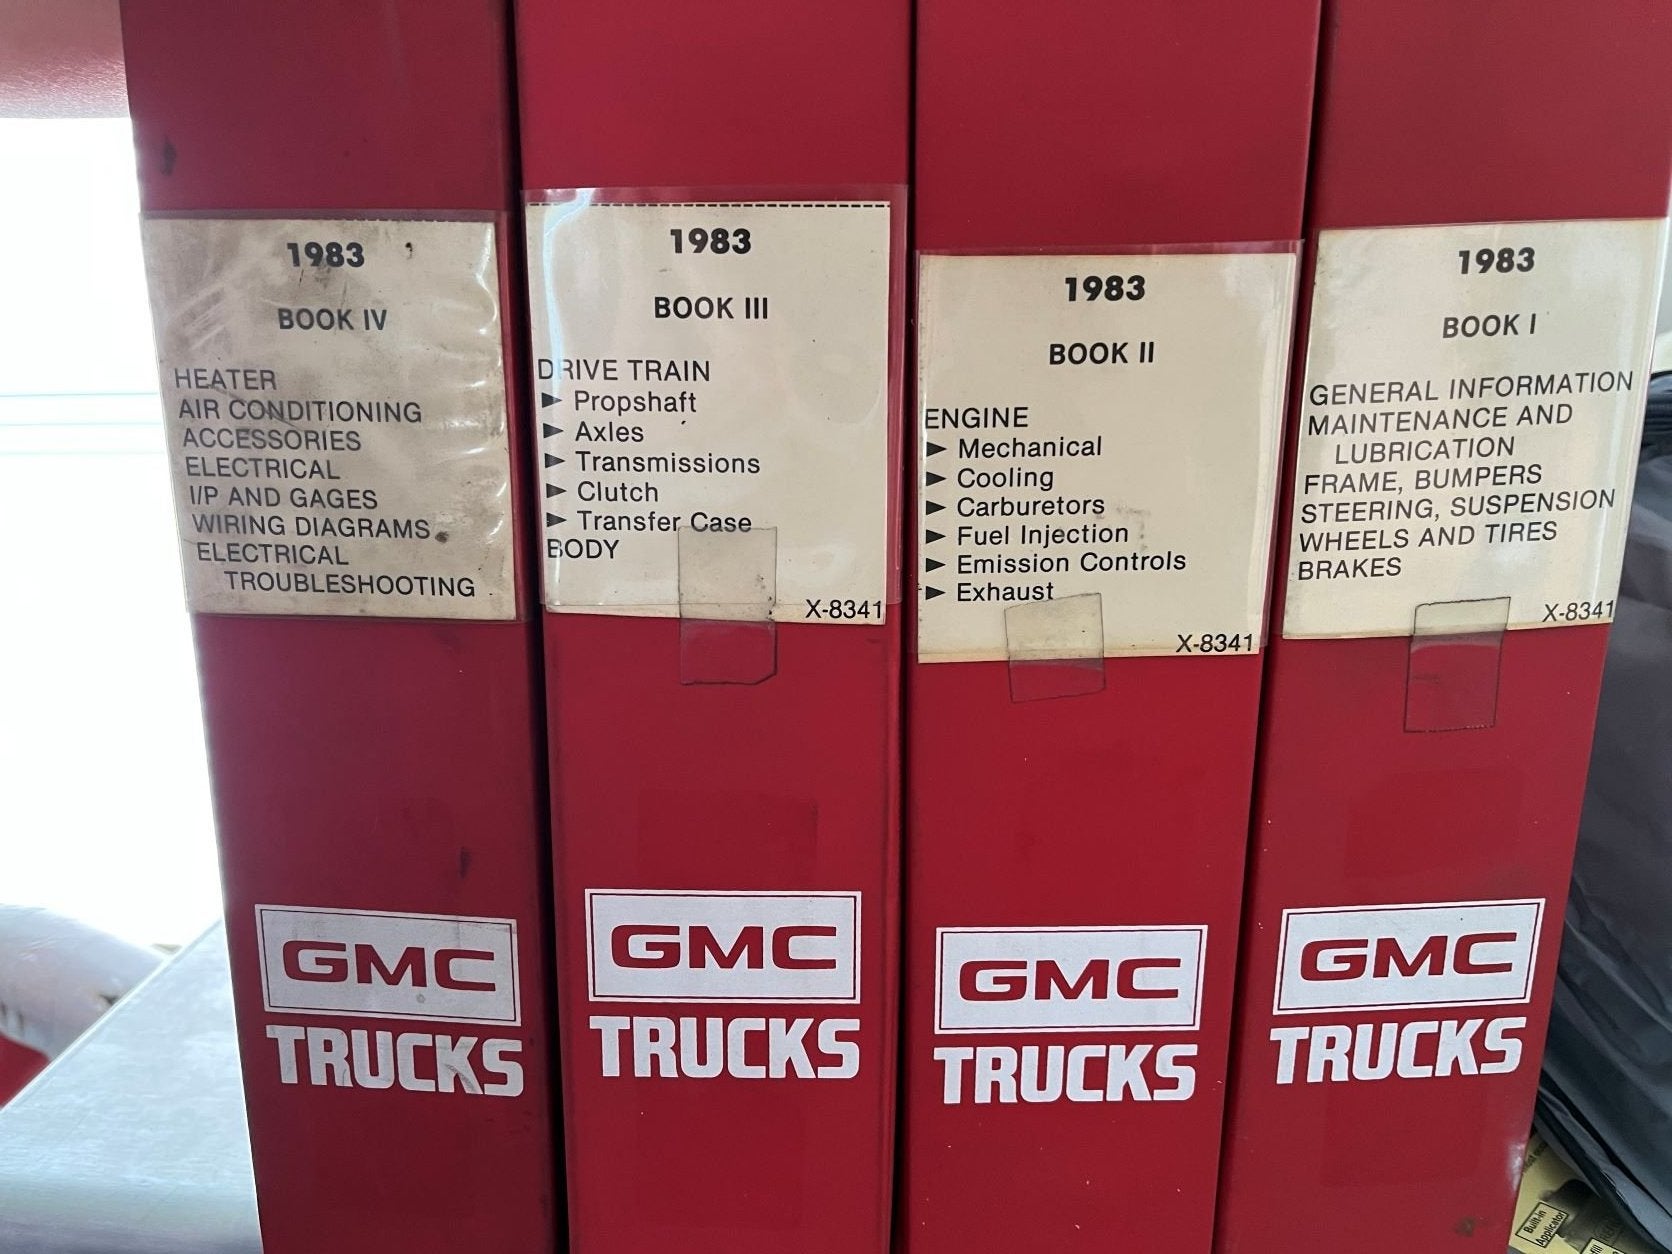 1983
BOOK IV
HEATER
AIR CONDITIONING
ACCESSORIES
ELECTRICAL
I/P AND GAGES
WIRING DIAGRAMS
ELECTRICAL
TROUBLESHOOTING
GMC
TRUCKS
1983
BOOK III
DRIVE TRAIN
► Propshaft
► Axles
► Transmissions
► Clutch
► Transfer Case
BODY
X-8341
GMC
TRUCKS
1983
BOOK II
ENGINE
► Mechanical
► Cooling
► Carburetors
► Fuel Injection
► Emission Controls
► Exhaust
X-8341
GMC
TRUCKS
1983
BOOK I
GENERAL INFORMATION
MAINTENANCE AND
LUBRICATION
FRAME, BUMPERS
STEERING, SUSPENSION
WHEELS AND TIRES
BRAKES
X-8341
GMC
TRUCKS
Built-in
Applicator